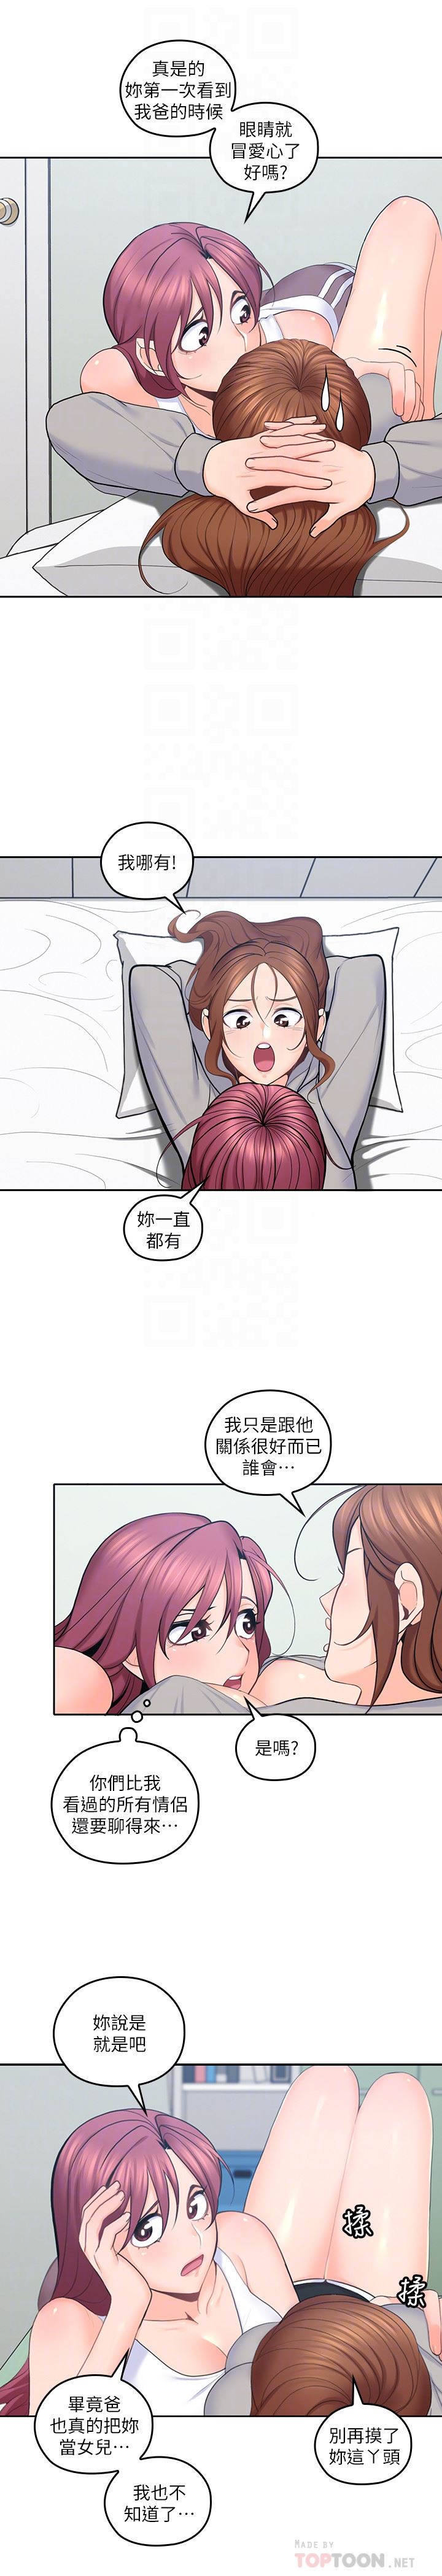 真是的
妳第一次看到
我爸的時候
眼睛就
冒愛心了
好嗎?
我哪有!
妳一直
都有
我只是跟他
關係很好而已
誰會…
是嗎?
你們比我
看過的所有情侶
還要聊得來…
妳說是
就是吧
揉
揉
畢竟爸
也真的把妳
當女兒…
別再摸了
妳這丫頭
我也不
知道了…
MADE BY
TOPTOON.NET